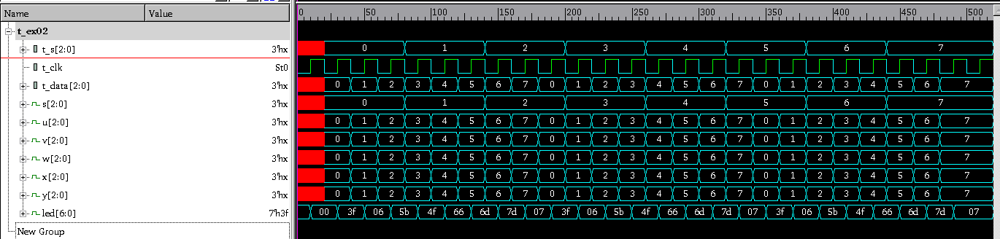 Name Value 0 50 100 150 200 250 300 350 400 450 500
t_ex02
t_s[2:0] 3'hx 0 1 2 3 4 5 6 7
t_clk St0
t_data[2:0] 3'hx 0 1 2 3 4 5 6 7 0 1 2 3 4 5 6 7 0 1 2 3 4 5 6 7
s[2:0] 3'hx 0 1 2 3 4 5 6 7
u[2:0] 3'hx 0 1 2 3 4 5 6 7 0 1 2 3 4 5 6 7 0 1 2 3 4 5 6 7
v[2:0] 3'hx 0 1 2 3 4 5 6 7 0 1 2 3 4 5 6 7 0 1 2 3 4 5 6 7
w[2:0] 3'hx 0 1 2 3 4 5 6 7 0 1 2 3 4 5 6 7 0 1 2 3 4 5 6 7
x[2:0] 3'hx 0 1 2 3 4 5 6 7 0 1 2 3 4 5 6 7 0 1 2 3 4 5 6 7
y[2:0] 3'hx 0 1 2 3 4 5 6 7 0 1 2 3 4 5 6 7 0 1 2 3 4 5 6 7
led[6:0] 7'h3f 00 3f 06 5b 4f 66 6d 7d 07 3f 06 5b 4f 66 6d 7d 07 3f 06 5b 4f 66 6d 7d 07
New Group